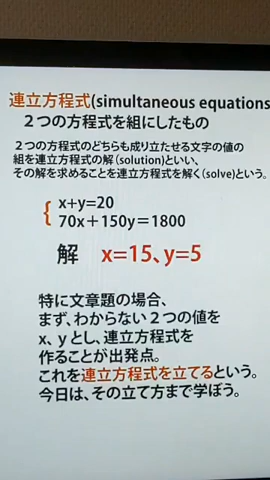 連立方程式(simultaneous equations
２つの方程式を組にしたもの
２つの方程式のどちらも成り立たせる文字の値の
組を連立方程式の解（solution）といい、
その解を求めることを連立方程式を解く（solve）という。
x+y=20
70x＋150y＝1800
解　x=15、y=5
特に文章題の場合、
まず、わからない２つの値を
x、yとし、連立方程式を
作ることが出発点。
これを連立方程式を立てるという。
今日は、その立て方まで学ぼう。